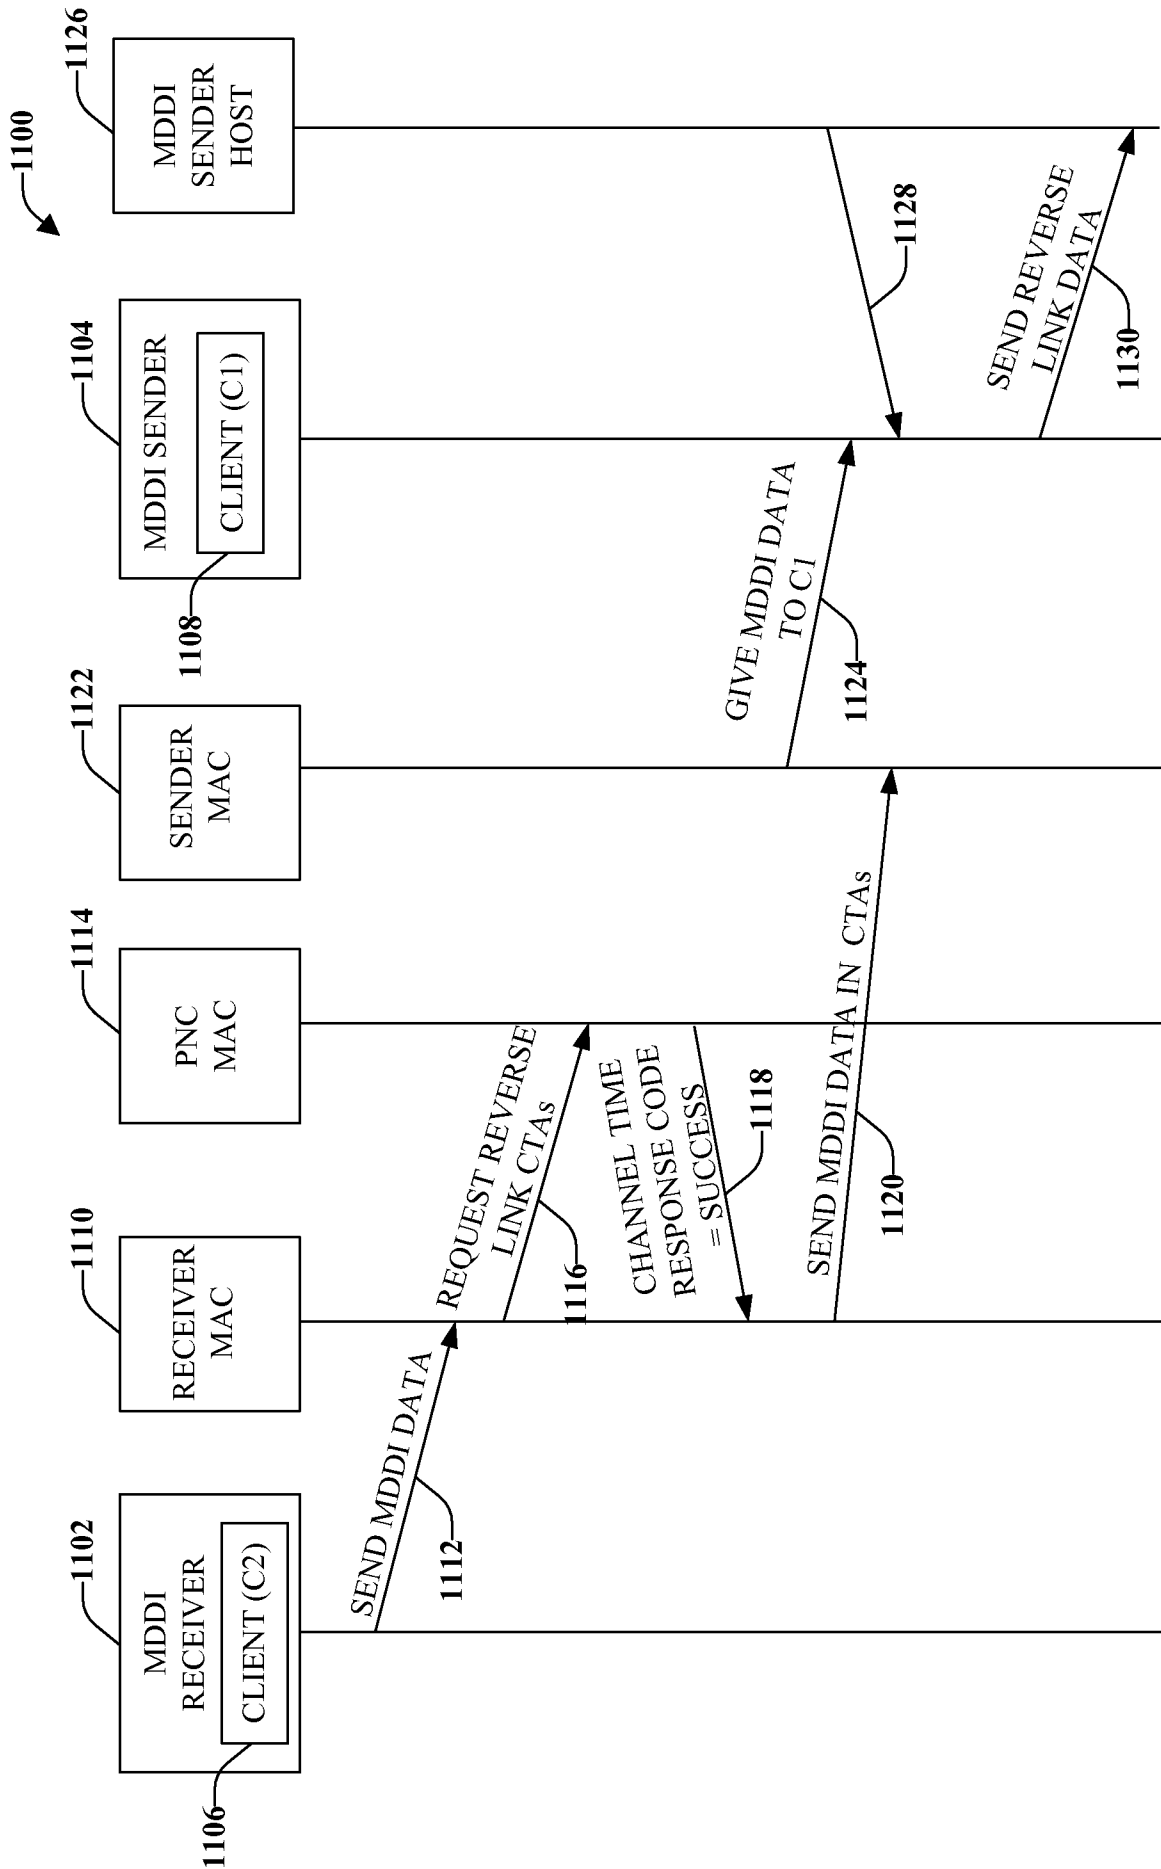 1100
1102
MDDI
RECEIVER
CLIENT (C2)
1106
1110
RECEIVER
MAC
1114
PNC
MAC
1122
SENDER
MAC
1104
MDDI SENDER
CLIENT (C1)
1108
1126
MDDI
SENDER
HOST
SEND MDDI DATA
1112
REQUEST REVERSE
LINK CTAs
1116
CHANNEL TIME
RESPONSE CODE
= SUCCESS
1118
SEND MDDI DATA IN CTAs
1120
GIVE MDDI DATA
TO C1
1124
1128
SEND REVERSE
LINK DATA
1130